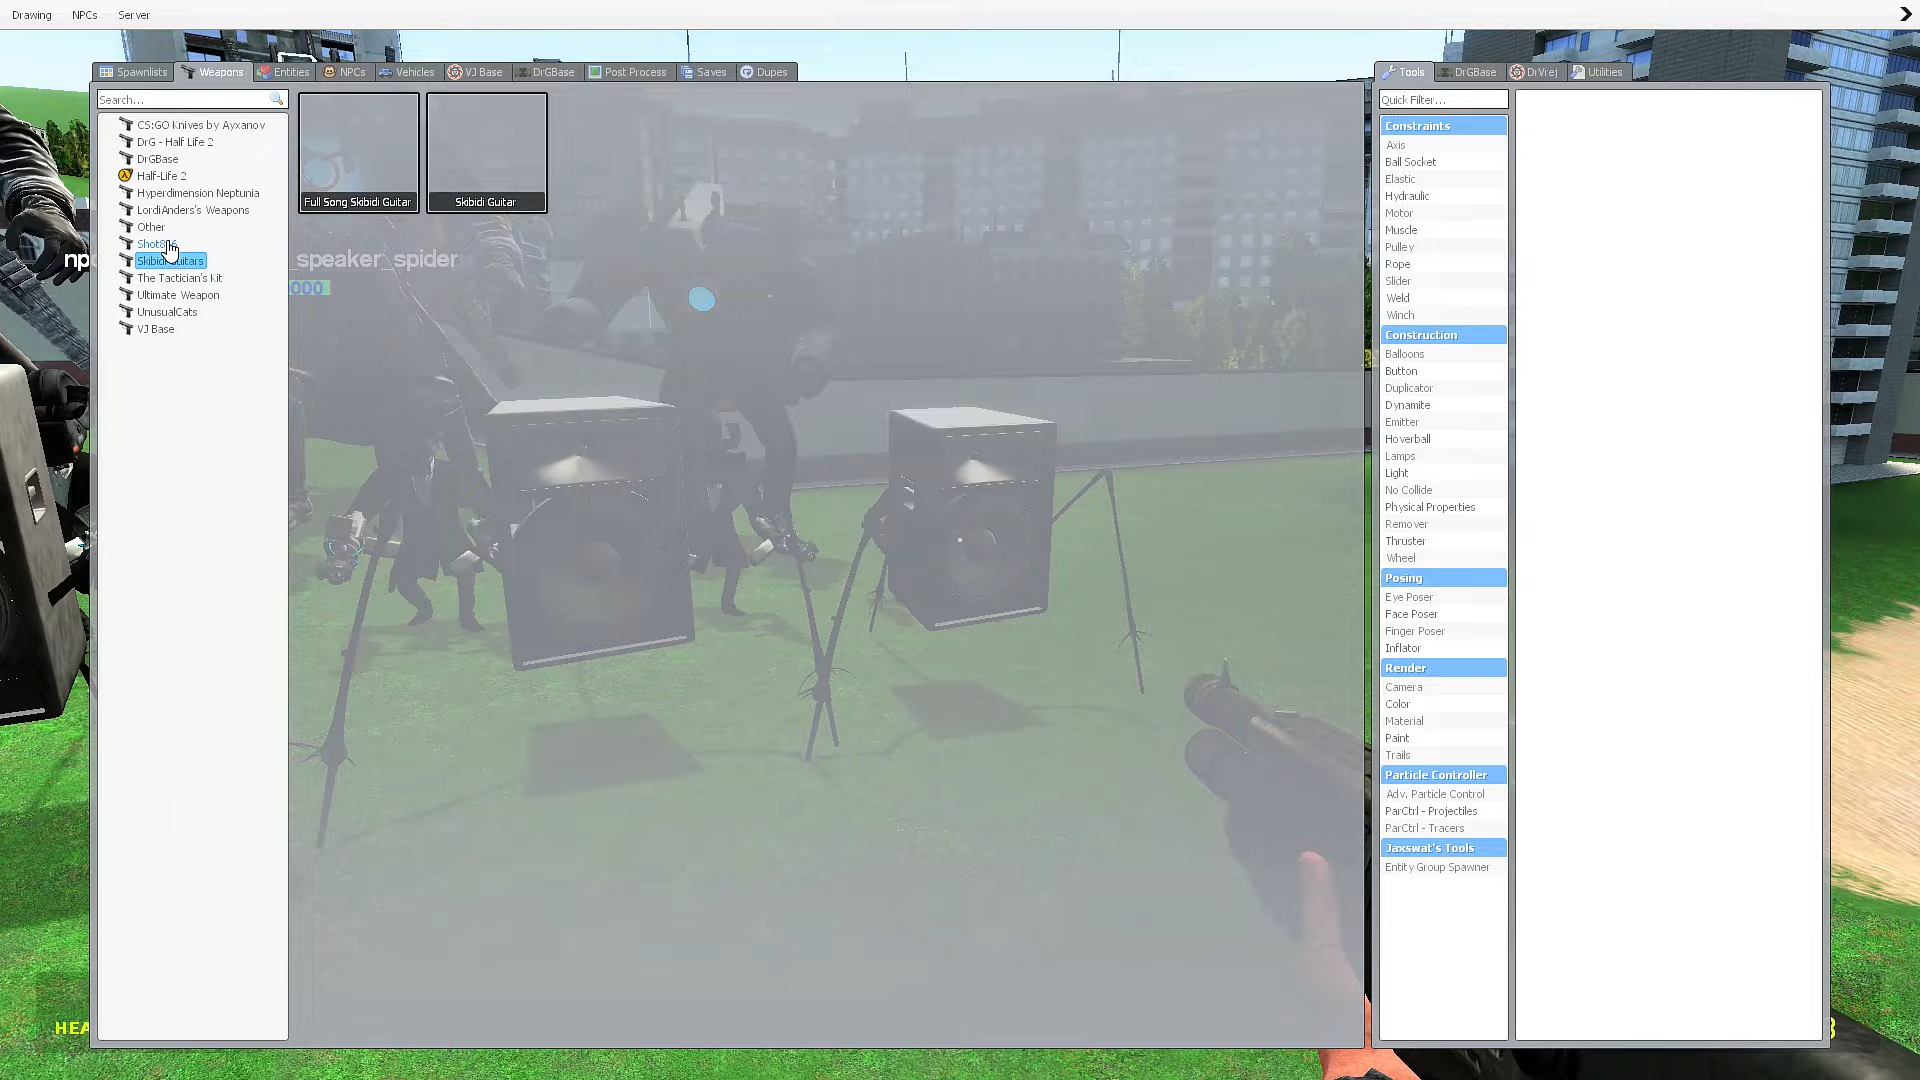 Drawing NPCs Server
Spawnlists Weapons Entities NPCs Vehicles VJ Base DrGBase Post Process Saves Dupes
Search...
CS:GO Knives by Ayxanov
DrG - Half Life 2
DrGBase
Half-Life 2
Hyperdimension Neptunia
LordiAnders's Weapons
Other
Skibidi Guitars
The Tactician's Kit
Ultimate Weapon
UnusualCats
VJ Base
Full Song Skibidi Guitar
Skibidi Guitar
speaker_spider
000
Tools DrGBase DrVrej Utilities
Quick Filter...
Constraints
Axis
Ball Socket
Elastic
Hydraulic
Motor
Muscle
Pulley
Rope
Slider
Weld
Winch
Construction
Balloons
Button
Duplicator
Dynamite
Emitter
Hoverball
Lamps
Light
No Collide
Physical Properties
Remover
Thruster
Wheel
Posing
Eye Poser
Face Poser
Finger Poser
Inflator
Render
Camera
Color
Material
Paint
Trails
Particle Controller
Adv. Particle Control
ParCtrl - Projectiles
ParCtrl - Tracers
Jaxswat's Tools
Entity Group Spawner
HEA